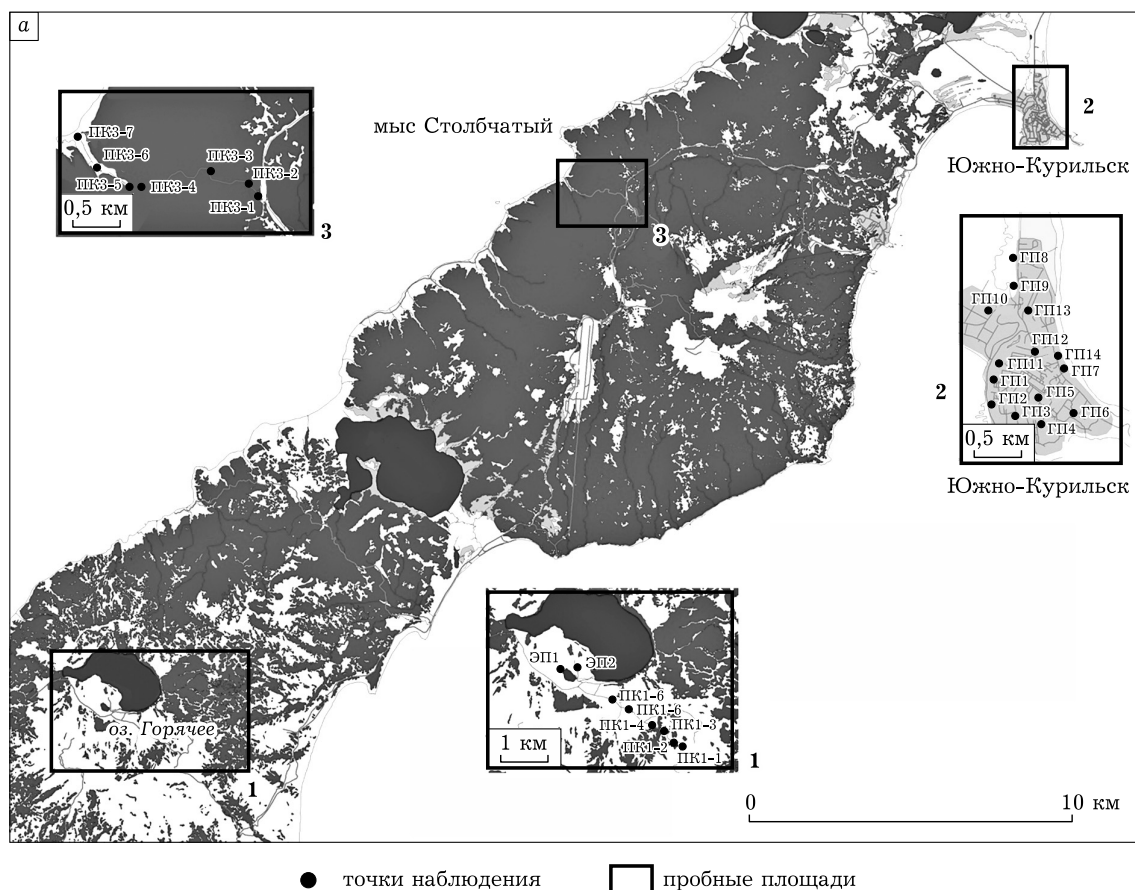 а
мыс Столбчатый
2
Южно-Курильск
ПК3-7
ПК3-6
ПК3-3
ПК3-2
ПК3-5
ПК3-4
ПК3-1
0,5 км
3
3
ГП8
ГП9
ГП10
ГП13
ГП12
ГП14
ГП11
ГП7
ГП1
ГП5
ГП2
ГП3
ГП6
ГП4
0,5 км
2
Южно-Курильск
ЭП1
ЭП2
ПК1-6
ПК1-6
ПК1-4
ПК1-3
ПК1-2
ПК1-1
1 км
1
оз. Горячее
1
0
10 км
точки наблюдения
пробные площади